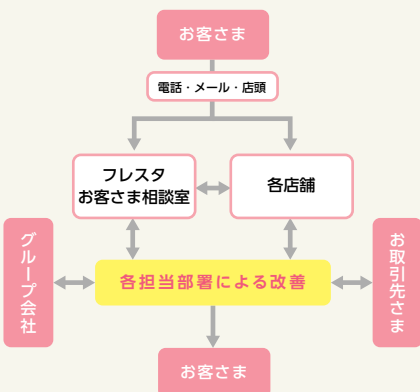 お客さま
電話・メール・店頭
フレスタ
お客さま相談室
各店舗
グループ会社
各担当部署による改善
お取引先さま
お客さま